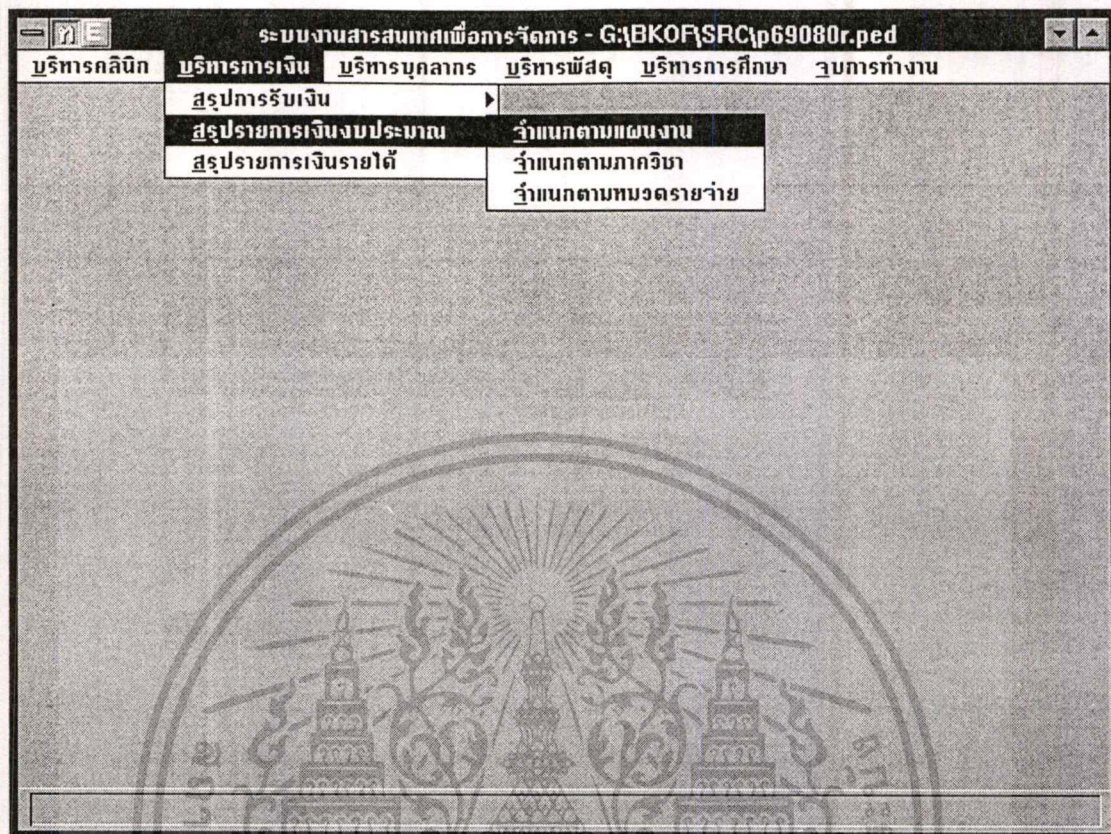 ท E ระบบงานสารสนเทศเพื่อการจัดการ - G:\BKOF\SRC\p69080r.ped
บริหารคลินิก บริหารการเงิน บริหารบุคลากร บริหารพัสดุ บริหารการศึกษา จบการทำงาน
สรุปการรับเงิน
สรุปรายการเงินงบประมาณ จำแนกตามแผนงาน
สรุปรายการเงินรายได้ จำแนกตามภาควิชา
จำแนกตามหมวดรายจ่าย